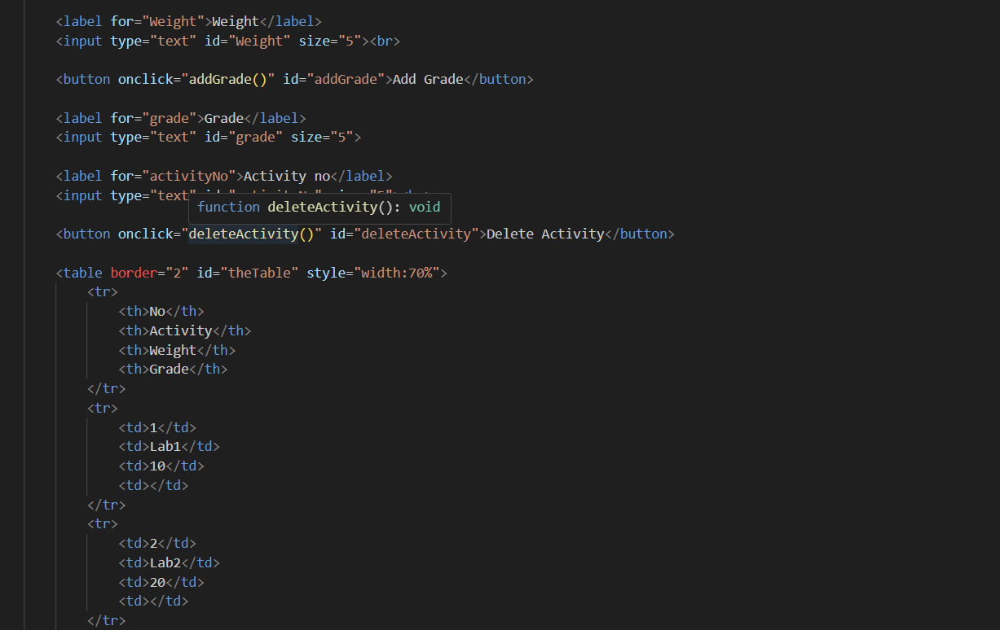 <label for="Weight">Weight</label>
<input type="text" id="Weight" size="5"><br>
<button onclick="addGrade()" id="addGrade">Add Grade</button>
<label for="grade">Grade</label>
<input type="text" id="grade" size="5">
<label for="activityNo">Activity no</label>
<input type="text"
function deleteActivity(): void
<button onclick="deleteActivity()" id="deleteActivity">Delete Activity</button>
<table border="2" id="theTable" style="width:70%">
<tr>
<th>No</th>
<th>Activity</th>
<th>Weight</th>
<th>Grade</th>
</tr>
<tr>
<td>1</td>
<td>Lab1</td>
<td>10</td>
<td></td>
</tr>
<tr>
<td>2</td>
<td>Lab2</td>
<td>20</td>
<td></td>
</tr>